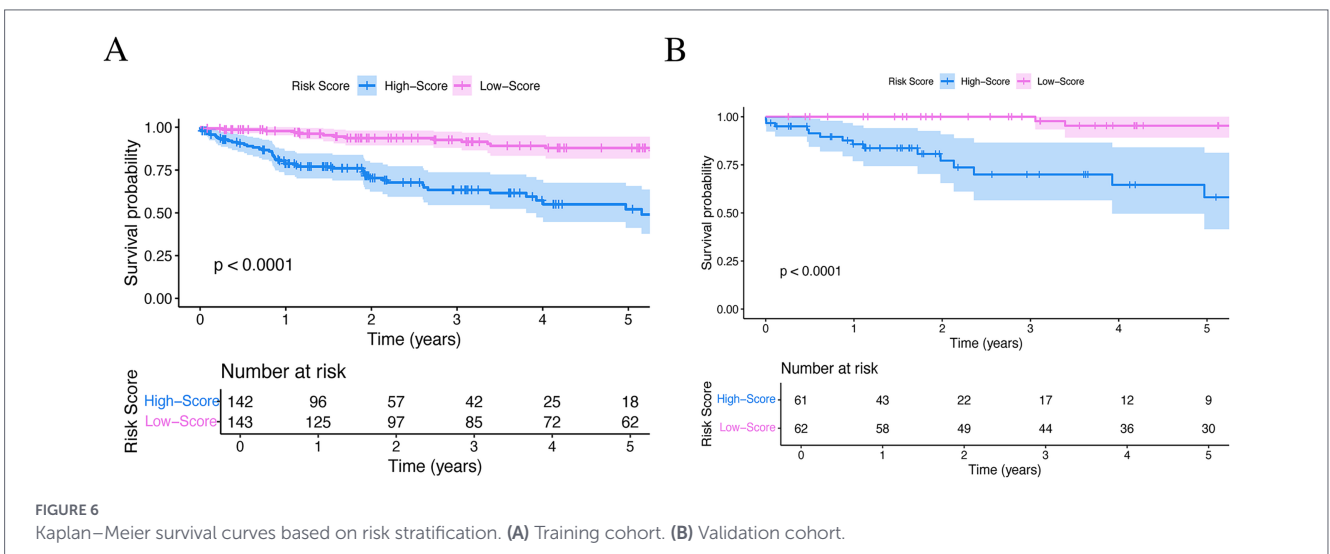 A
Risk Score High−Score Low−Score
Survival probability
1.00
0.75
0.50
0.25
0.00
p < 0.0001
0 1 2 3 4 5
Time (years)
Number at risk
Risk Score
High−Score 142 96 57 42 25 18
Low−Score 143 125 97 85 72 62
0 1 2 3 4 5
Time (years)
B
Risk Score High−Score Low−Score
Survival probability
1.00
0.75
0.50
0.25
0.00
p < 0.0001
0 1 2 3 4 5
Time (years)
Number at risk
Risk Score
High−Score 61 43 22 17 12 9
Low−Score 62 58 49 44 36 30
0 1 2 3 4 5
Time (years)
FIGURE 6
Kaplan–Meier survival curves based on risk stratification. (A) Training cohort. (B) Validation cohort.